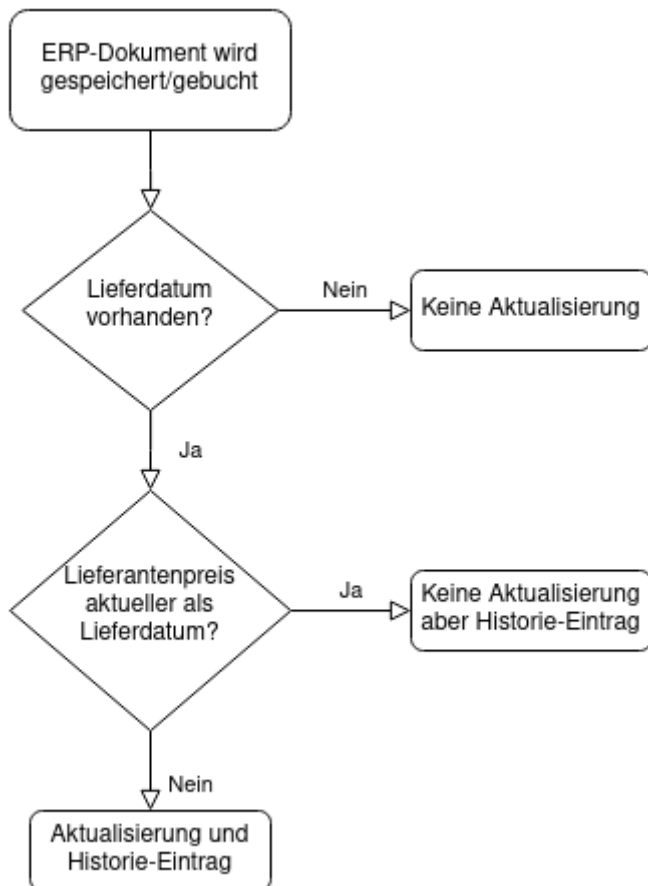 ERP-Dokument wird
gespeichert/gebucht
Lieferdatum
vorhanden?
Nein
Keine Aktualisierung
Ja
Lieferantenpreis
aktueller als
Lieferdatum?
Ja
Keine Aktualisierung
aber Historie-Eintrag
Nein
Aktualisierung und
Historie-Eintrag